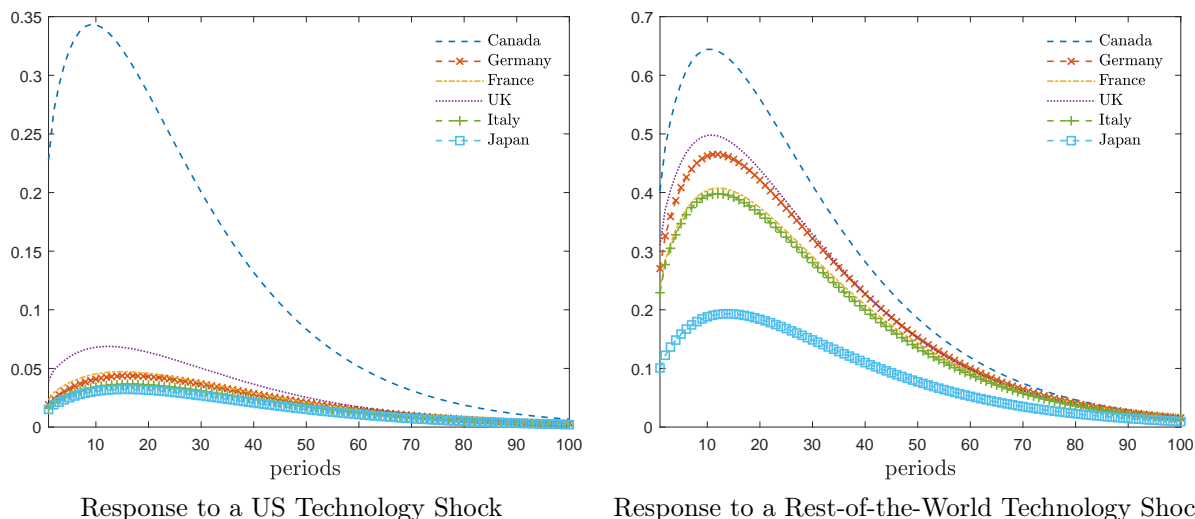 0.35
0.3
0.25
0.2
0.15
0.1
0.05
0
10 20 30 40 50 60 70 80 90 100
periods
Canada
Germany
France
UK
Italy
Japan
Response to a US Technology Shock
0.7
0.6
0.5
0.4
0.3
0.2
0.1
0
10 20 30 40 50 60 70 80 90 100
periods
Canada
Germany
France
UK
Italy
Japan
Response to a Rest-of-the-World Technology Shoc